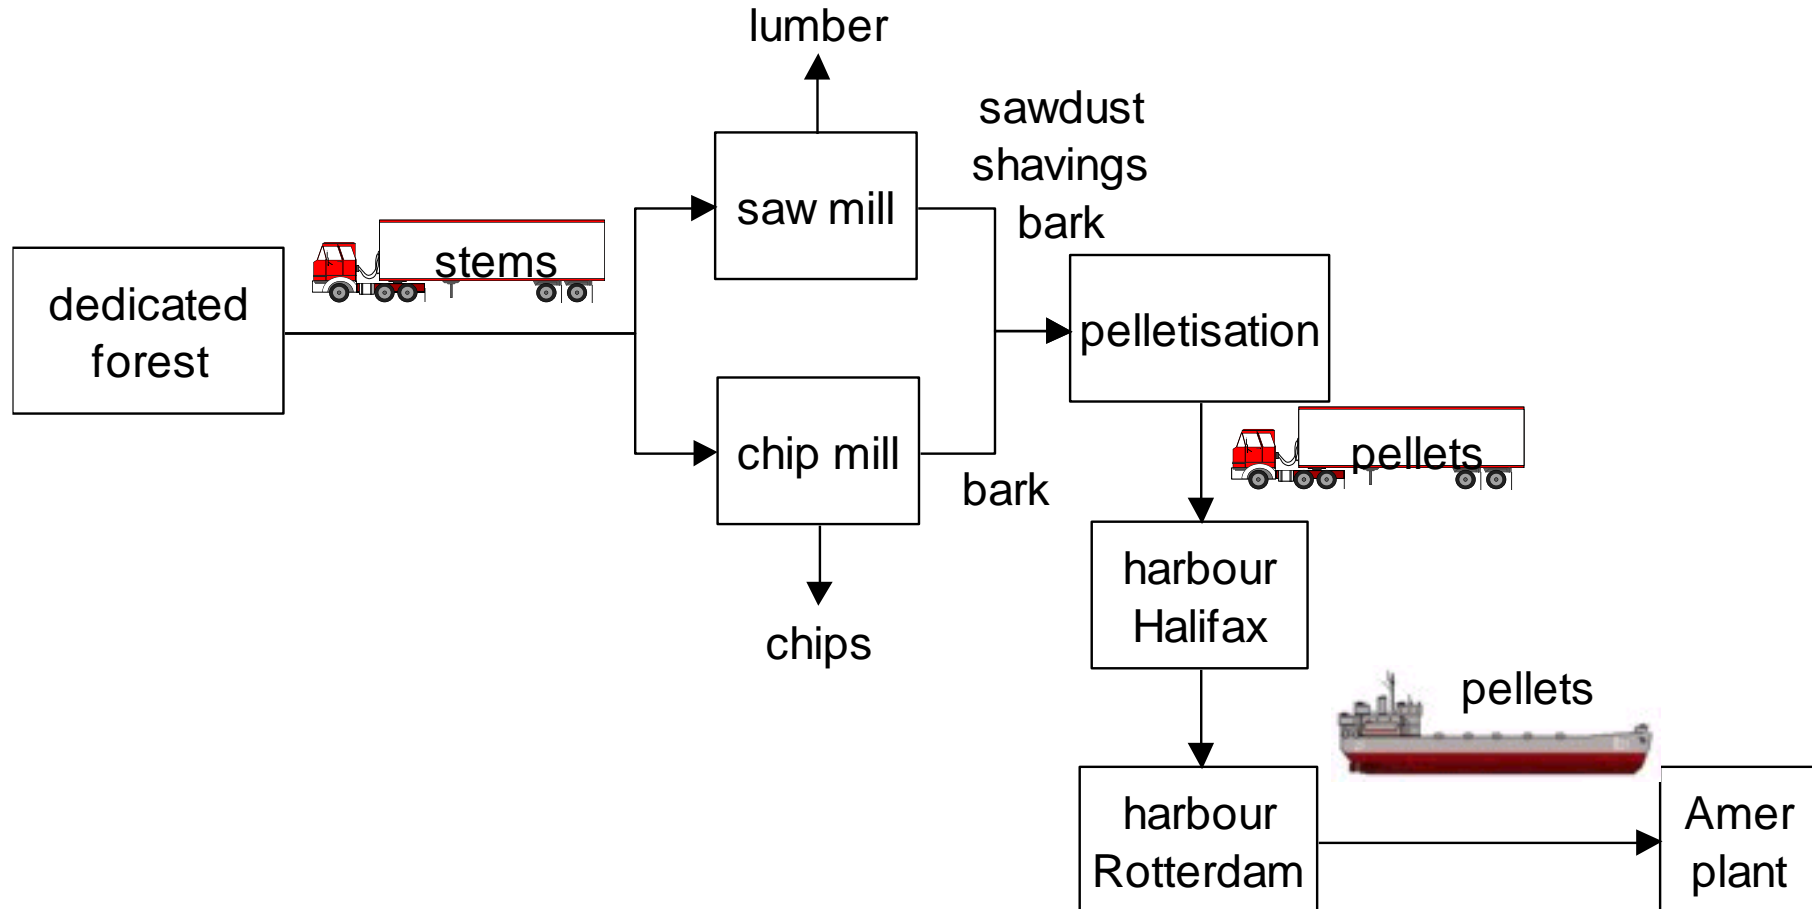 lumber
sawdust
shavings
bark
saw mill
stems
dedicated
forest
pelletisation
chip mill
bark
pellets
harbour
Halifax
chips
pellets
harbour
Rotterdam
Amer
plant